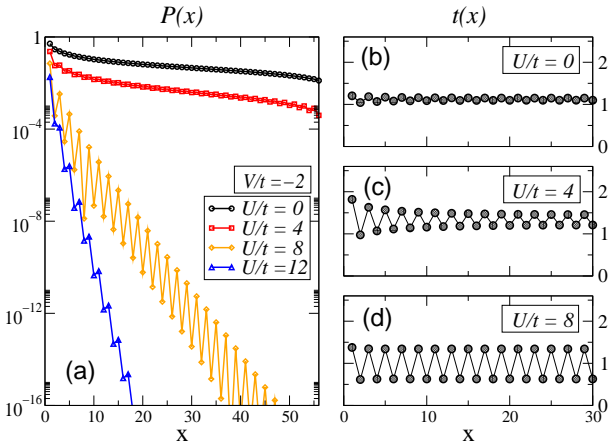 P(x)
t(x)
1
10^{-4}
10^{-8}
10^{-12}
10^{-16}
V/t=−2
U/t = 0
U/t = 4
U/t = 8
U/t = 12
(a)
0 10 20 30 40 50
x
(b)
U/t = 0
2
1
0
(c)
U/t = 4
2
1
0
(d)
U/t = 8
2
1
0
0 10 20 30
x